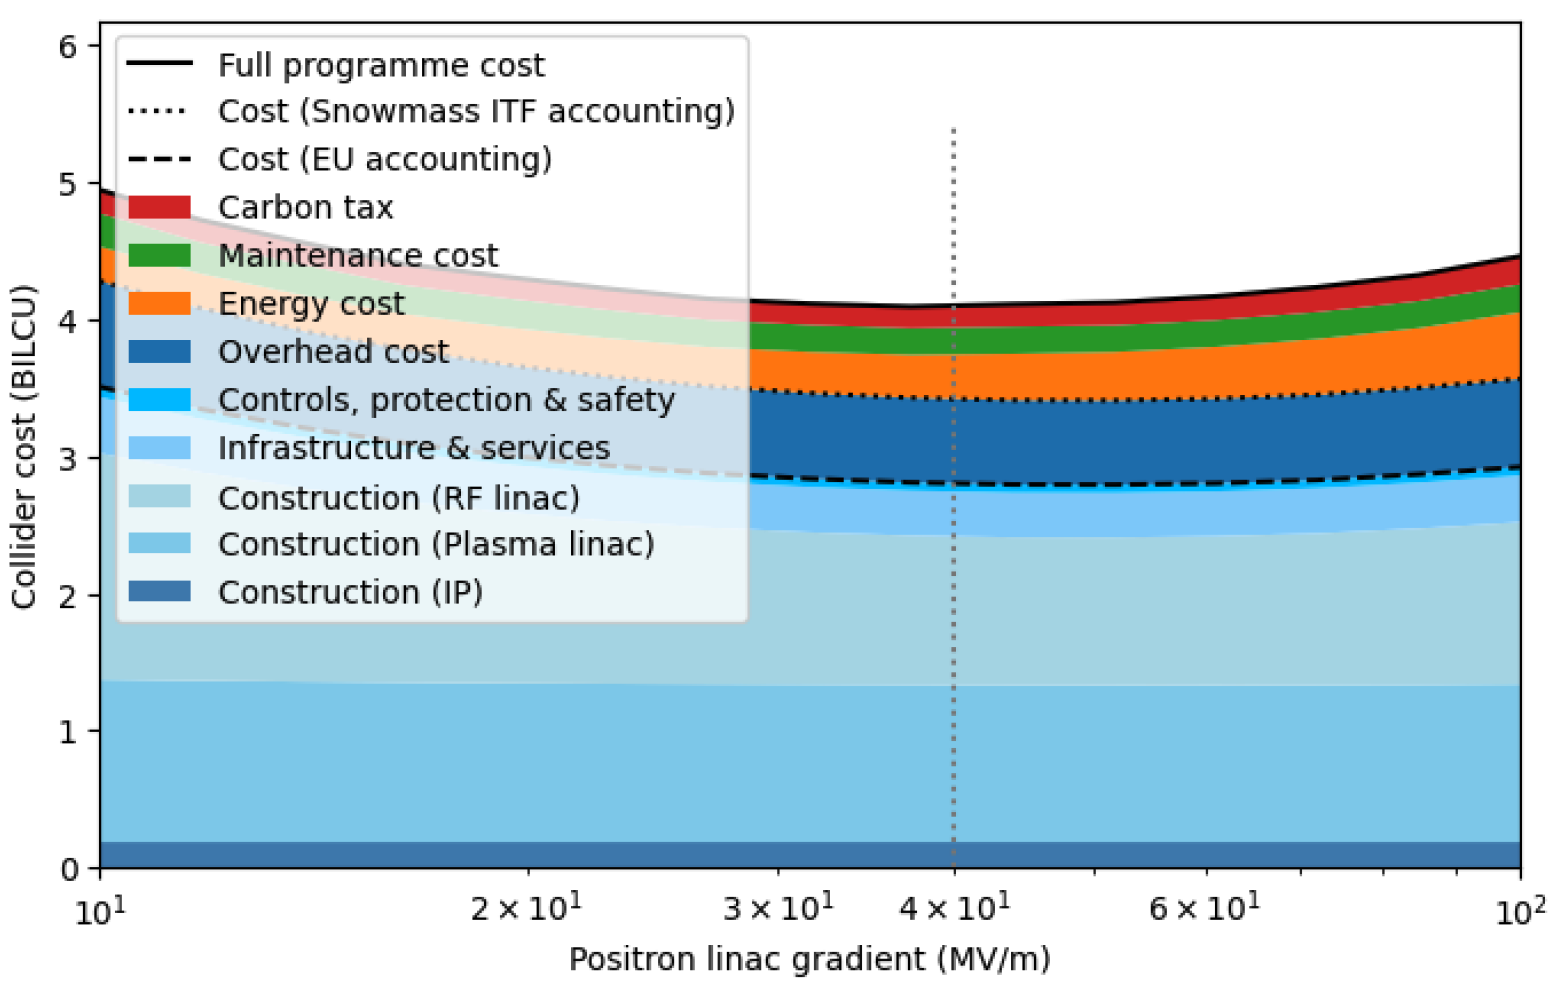 6
5
4
3
2
1
0
Collider cost (BILCU)
Full programme cost
Cost (Snowmass ITF accounting)
Cost (EU accounting)
Carbon tax
Maintenance cost
Energy cost
Overhead cost
Controls, protection & safety
Infrastructure & services
Construction (RF linac)
Construction (Plasma linac)
Construction (IP)
10¹ 2×10¹ 3×10¹ 4×10¹ 6×10¹ 10²
Positron linac gradient (MV/m)